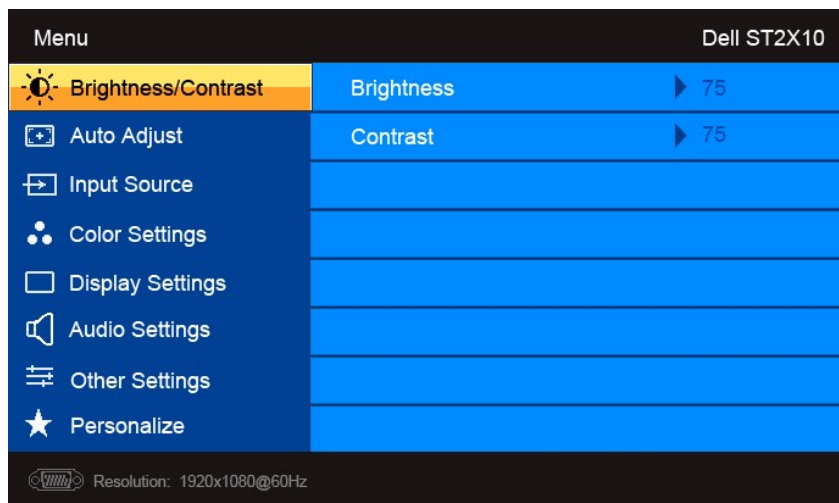 Menu Dell ST2X10
Brightness/Contrast Brightness 75
Auto Adjust Contrast 75
Input Source
Color Settings
Display Settings
Audio Settings
Other Settings
Personalize
Resolution: 1920x1080@60Hz